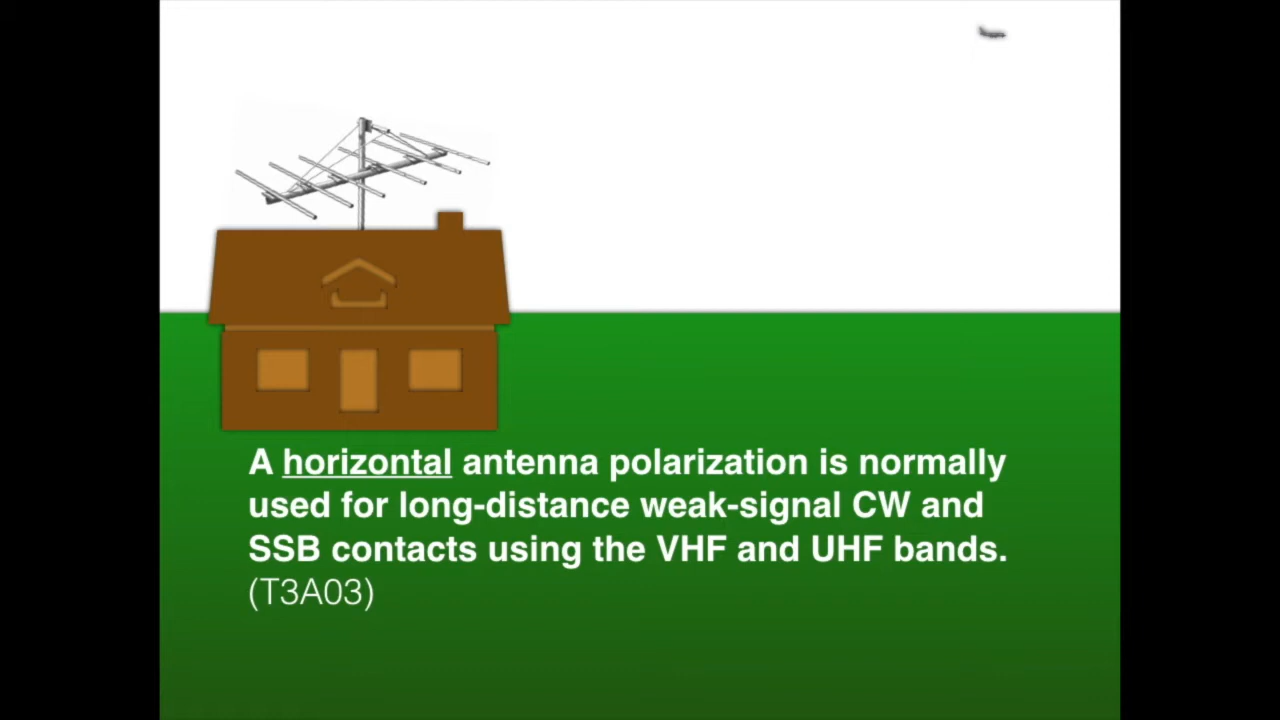 A horizontal antenna polarization is normally
used for long-distance weak-signal CW and
SSB contacts using the VHF and UHF bands.
(T3A03)